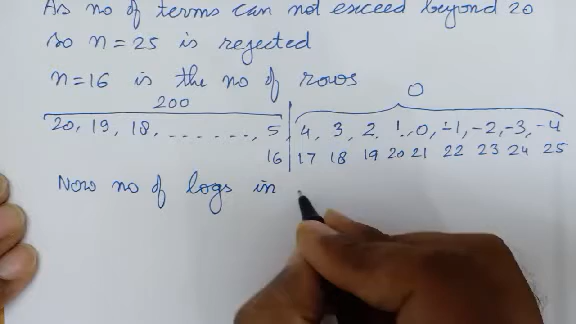 As no of terms can not exceed beyond 20
so n = 25 is rejected
n = 16 is the no of rows
200 0
20, 19, 18, ......., 5, 4, 3, 2, 1, 0, -1, -2, -3, -4
16 17 18 19 20 21 22 23 24 25
Now no of logs in